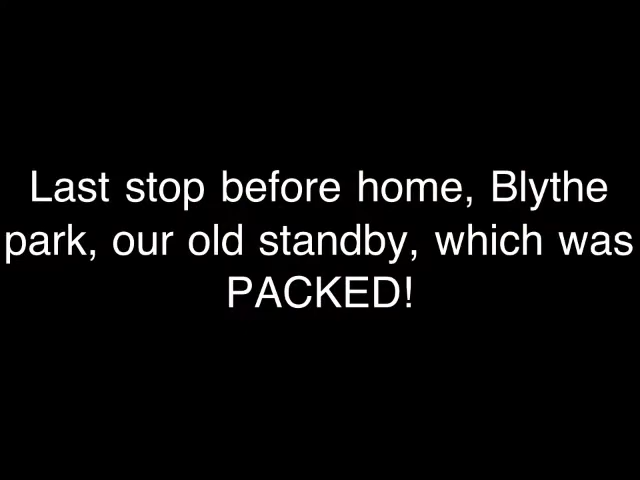 Last stop before home, Blythe
park, our old standby, which was
PACKED!